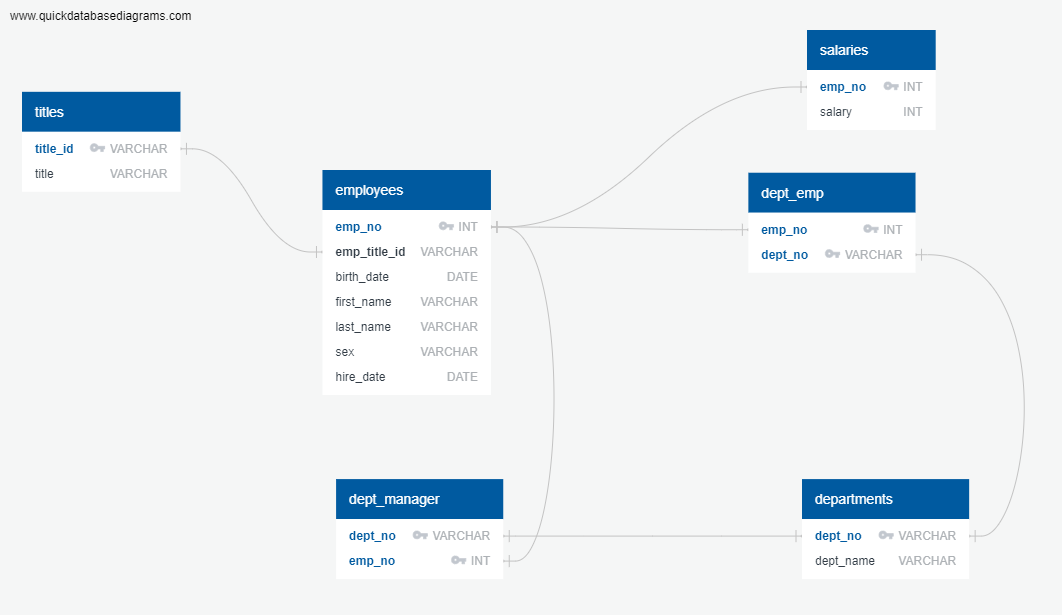 www.quickdatabasediagrams.com
titles
title_id VARCHAR
title VARCHAR
employees
emp_no INT
emp_title_id VARCHAR
birth_date DATE
first_name VARCHAR
last_name VARCHAR
sex VARCHAR
hire_date DATE
salaries
emp_no INT
salary INT
dept_emp
emp_no INT
dept_no VARCHAR
dept_manager
dept_no VARCHAR
emp_no INT
departments
dept_no VARCHAR
dept_name VARCHAR